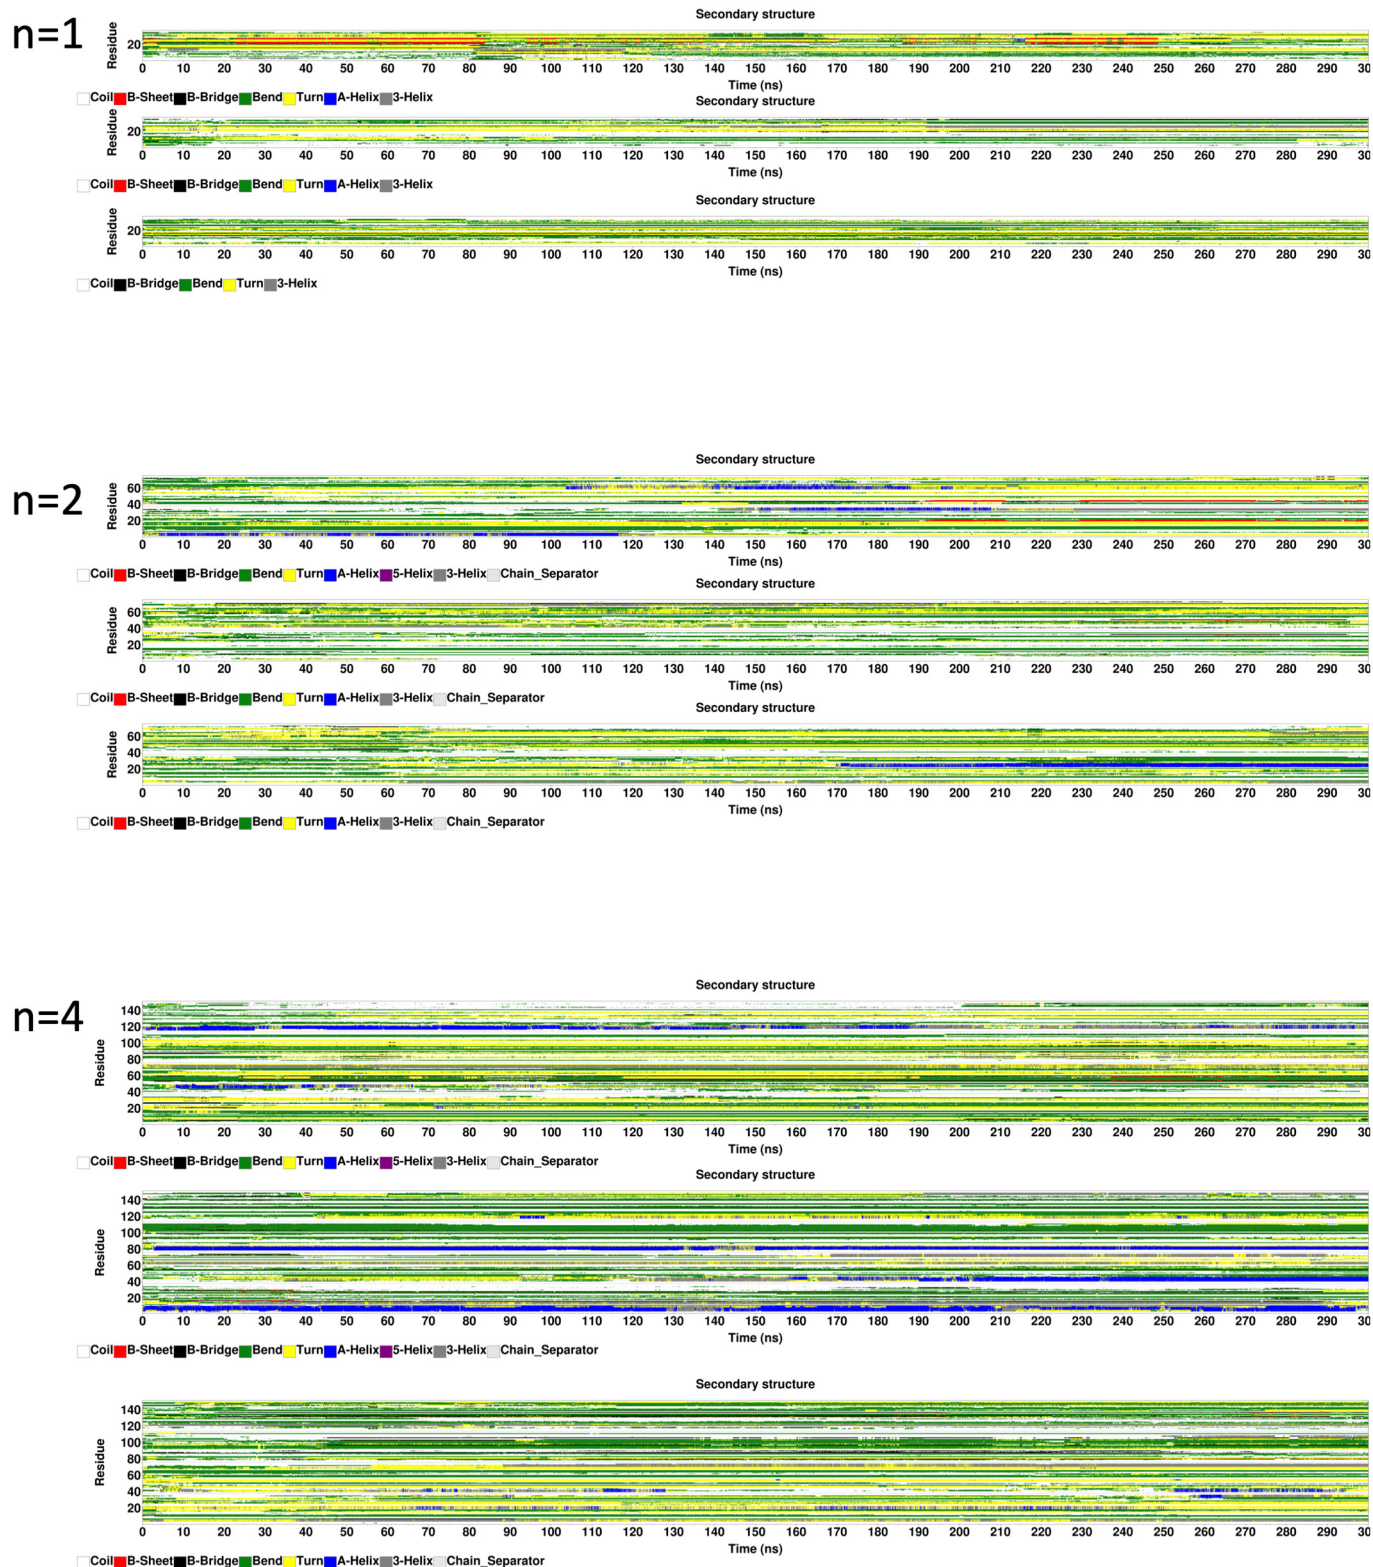 Secondary structure
n=1
Residue
20
0 10 20 30 40 50 60 70 80 90 100 110 120 130 140 150 160 170 180 190 200 210 220 230 240 250 260 270 280 290 30
Time (ns)
Coil B-Sheet B-Bridge Bend Turn A-Helix 3-Helix
Secondary structure
Residue
20
0 10 20 30 40 50 60 70 80 90 100 110 120 130 140 150 160 170 180 190 200 210 220 230 240 250 260 270 280 290 30
Time (ns)
Coil B-Sheet B-Bridge Bend Turn A-Helix 3-Helix
Secondary structure
Residue
20
0 10 20 30 40 50 60 70 80 90 100 110 120 130 140 150 160 170 180 190 200 210 220 230 240 250 260 270 280 290 30
Time (ns)
Coil B-Bridge Bend Turn 3-Helix
Secondary structure
n=2
Residue
60
40
20
0 10 20 30 40 50 60 70 80 90 100 110 120 130 140 150 160 170 180 190 200 210 220 230 240 250 260 270 280 290 30
Time (ns)
Coil B-Sheet B-Bridge Bend Turn A-Helix 5-Helix 3-Helix Chain_Separator
Secondary structure
Residue
60
40
20
0 10 20 30 40 50 60 70 80 90 100 110 120 130 140 150 160 170 180 190 200 210 220 230 240 250 260 270 280 290 30
Time (ns)
Coil B-Sheet B-Bridge Bend Turn A-Helix 3-Helix Chain_Separator
Secondary structure
Residue
60
40
20
0 10 20 30 40 50 60 70 80 90 100 110 120 130 140 150 160 170 180 190 200 210 220 230 240 250 260 270 280 290 30
Time (ns)
Coil B-Sheet B-Bridge Bend Turn A-Helix 3-Helix Chain_Separator
Secondary structure
n=4
Residue
140
120
100
80
60
40
20
0 10 20 30 40 50 60 70 80 90 100 110 120 130 140 150 160 170 180 190 200 210 220 230 240 250 260 270 280 290 30
Time (ns)
Coil B-Sheet B-Bridge Bend Turn A-Helix 5-Helix 3-Helix Chain_Separator
Secondary structure
Residue
140
120
100
80
60
40
20
0 10 20 30 40 50 60 70 80 90 100 110 120 130 140 150 160 170 180 190 200 210 220 230 240 250 260 270 280 290 30
Time (ns)
Coil B-Sheet B-Bridge Bend Turn A-Helix 5-Helix 3-Helix Chain_Separator
Secondary structure
Residue
140
120
100
80
60
40
20
0 10 20 30 40 50 60 70 80 90 100 110 120 130 140 150 160 170 180 190 200 210 220 230 240 250 260 270 280 290 30
Time (ns)
Coil B-Sheet B-Bridge Bend Turn A-Helix 3-Helix Chain_Separator